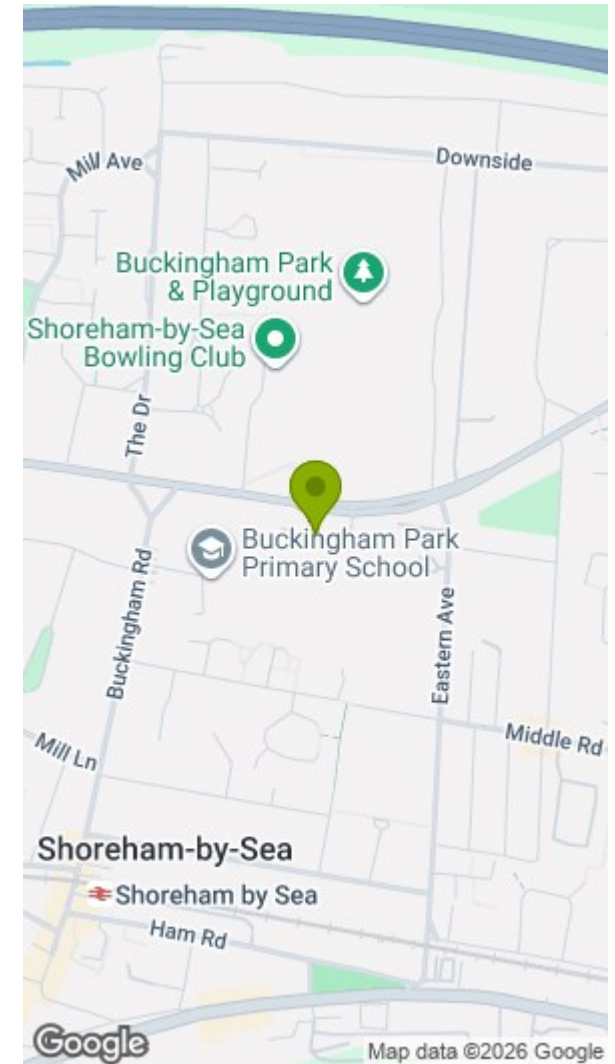 Mill Ave
Downside
Buckingham Park
& Playground
Shoreham-by-Sea
Bowling Club
The Dr
Buckingham Park
Primary School
Buckingham Rd
Eastern Ave
Middle Rd
Mill Ln
Shoreham-by-Sea
Shoreham by Sea
Ham Rd
Google
Map data ©2026 Google